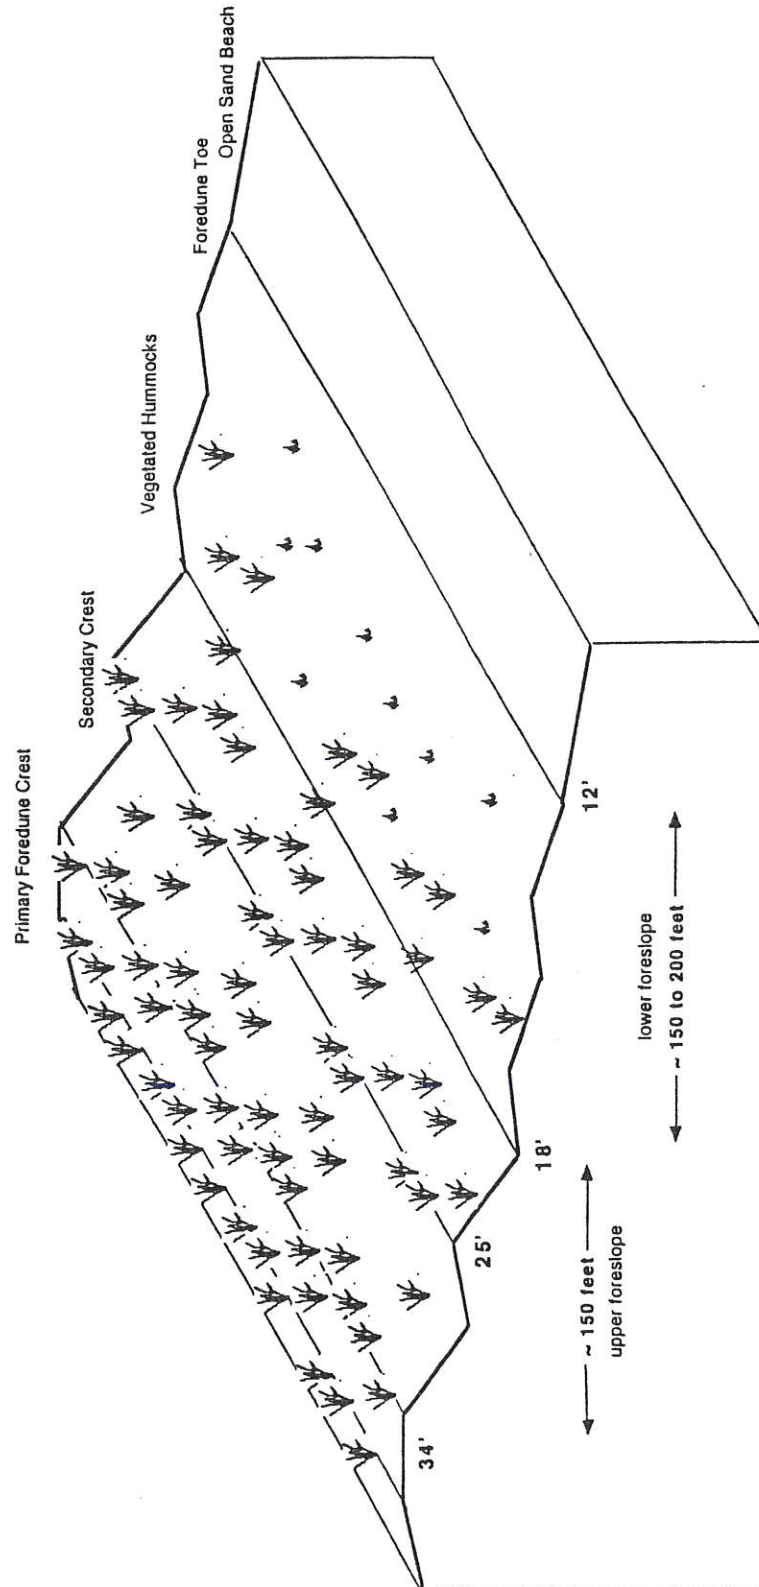 Primary Foredune Crest
Secondary Crest
Vegetated Hummocks
Foredune Toe
Open Sand Beach
34'
25'
18'
12'
~ 150 feet
upper foreslope
lower foreslope
~ 150 to 200 feet